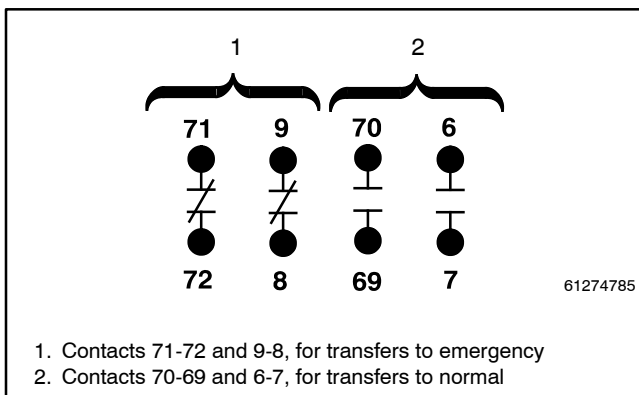 1 2
71 9 70 6
72 8 69 7
61274785
1. Contacts 71-72 and 9-8, for transfers to emergency
2. Contacts 70-69 and 6-7, for transfers to normal